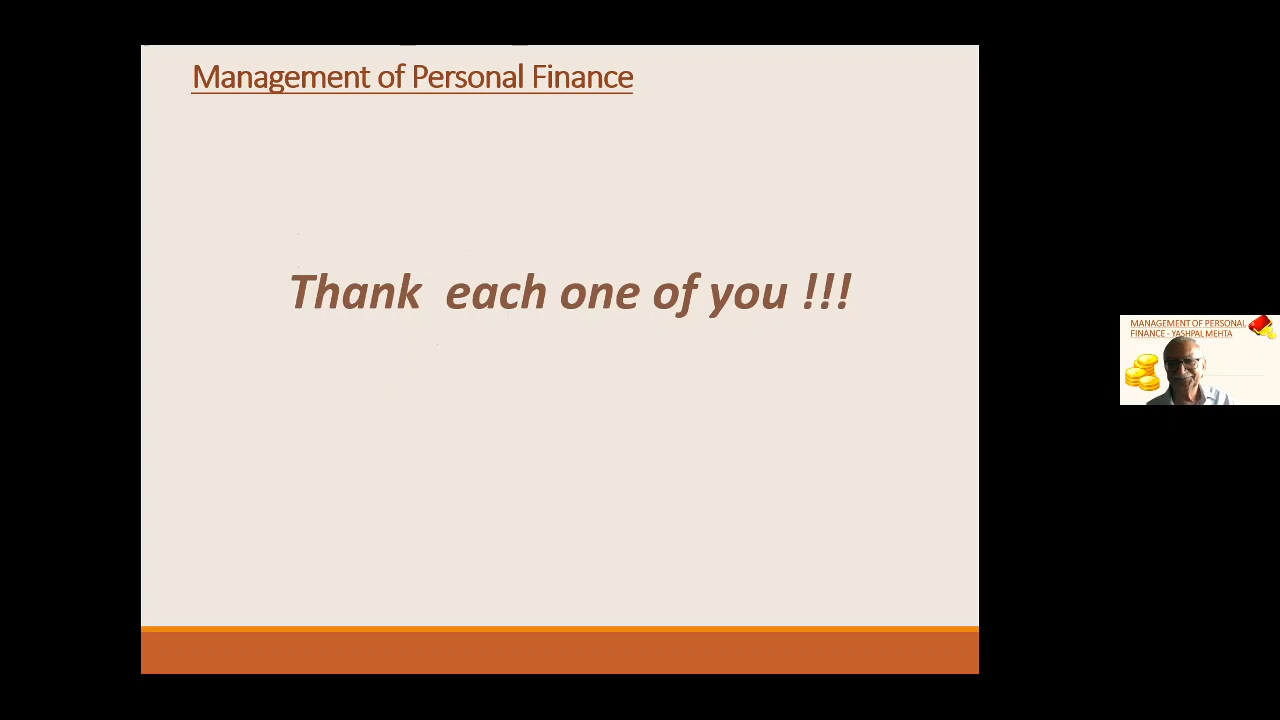 Management of Personal Finance
Thank each one of you !!!
MANAGEMENT OF PERSONAL
FINANCE - YASHPAL MEHTA